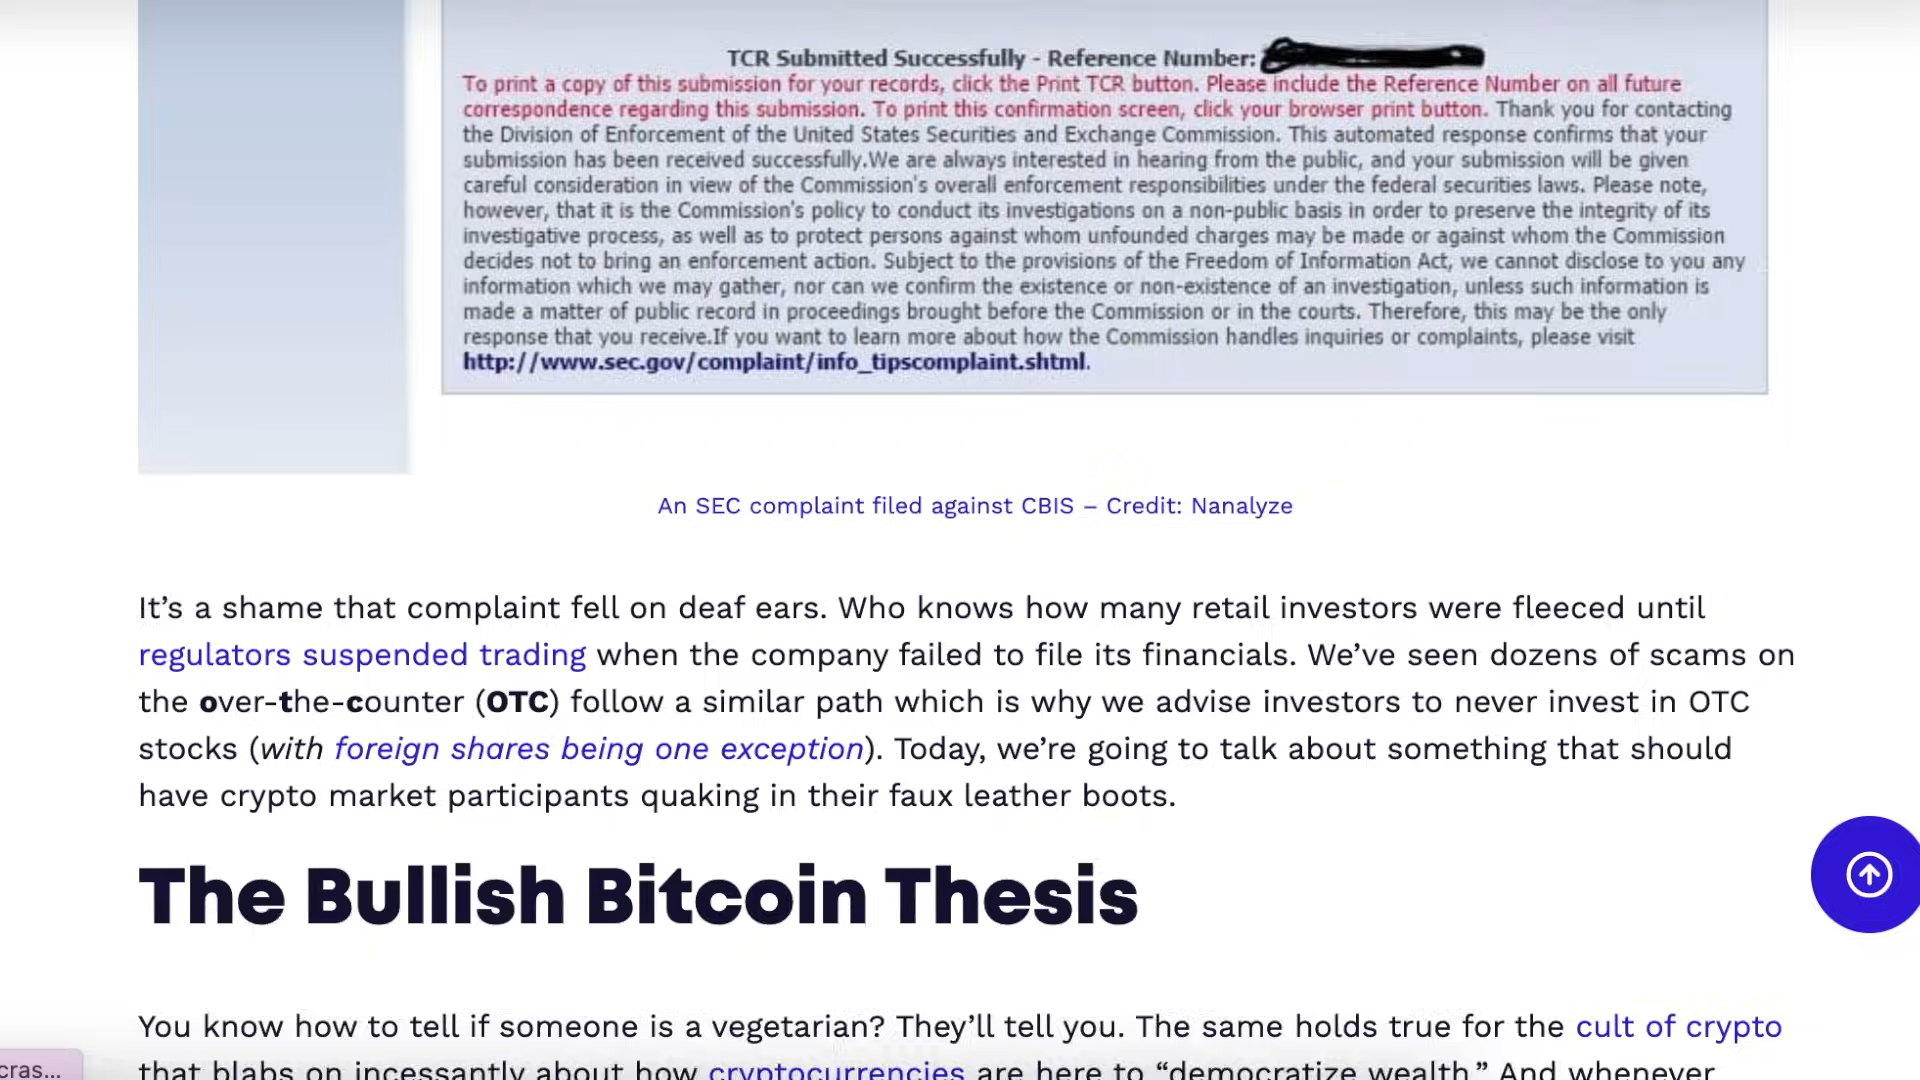 TCR Submitted Successfully - Reference Number:
To print a copy of this submission for your records, click the Print TCR button. Please include the Reference Number on all future
correspondence regarding this submission. To print this confirmation screen, click your browser print button. Thank you for contacting
the Division of Enforcement of the United States Securities and Exchange Commission. This automated response confirms that your
submission has been received successfully.We are always interested in hearing from the public, and your submission will be given
careful consideration in view of the Commission's overall enforcement responsibilities under the federal securities laws. Please note,
however, that it is the Commission's policy to conduct its investigations on a non-public basis in order to preserve the integrity of its
investigative process, as well as to protect persons against whom unfounded charges may be made or against whom the Commission
decides not to bring an enforcement action. Subject to the provisions of the Freedom of Information Act, we cannot disclose to you any
information which we may gather, nor can we confirm the existence or non-existence of an investigation, unless such information is
made a matter of public record in proceedings brought before the Commission or in the courts. Therefore, this may be the only
response that you receive.If you want to learn more about how the Commission handles inquiries or complaints, please visit
http://www.sec.gov/complaint/info_tipscomplaint.shtml.
An SEC complaint filed against CBIS – Credit: Nanalyze
It’s a shame that complaint fell on deaf ears. Who knows how many retail investors were fleeced until
regulators suspended trading when the company failed to file its financials. We’ve seen dozens of scams on
the over-the-counter (OTC) follow a similar path which is why we advise investors to never invest in OTC
stocks (with foreign shares being one exception). Today, we’re going to talk about something that should
have crypto market participants quaking in their faux leather boots.
The Bullish Bitcoin Thesis
You know how to tell if someone is a vegetarian? They’ll tell you. The same holds true for the cult of crypto
that blabs on incessantly about how cryptocurrencies are here to “democratize wealth.” And whenever
cras...